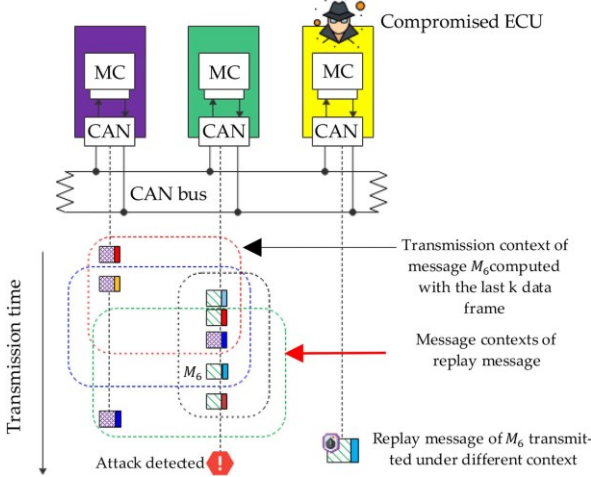 Compromised ECU
MC
MC
MC
CAN
CAN
CAN
CAN bus
Transmission time
Transmission context of
message M₆computed
with the last k data
frame
Message contexts of
replay message
M₆
Replay message of M₆ transmit-
ted under different context
Attack detected